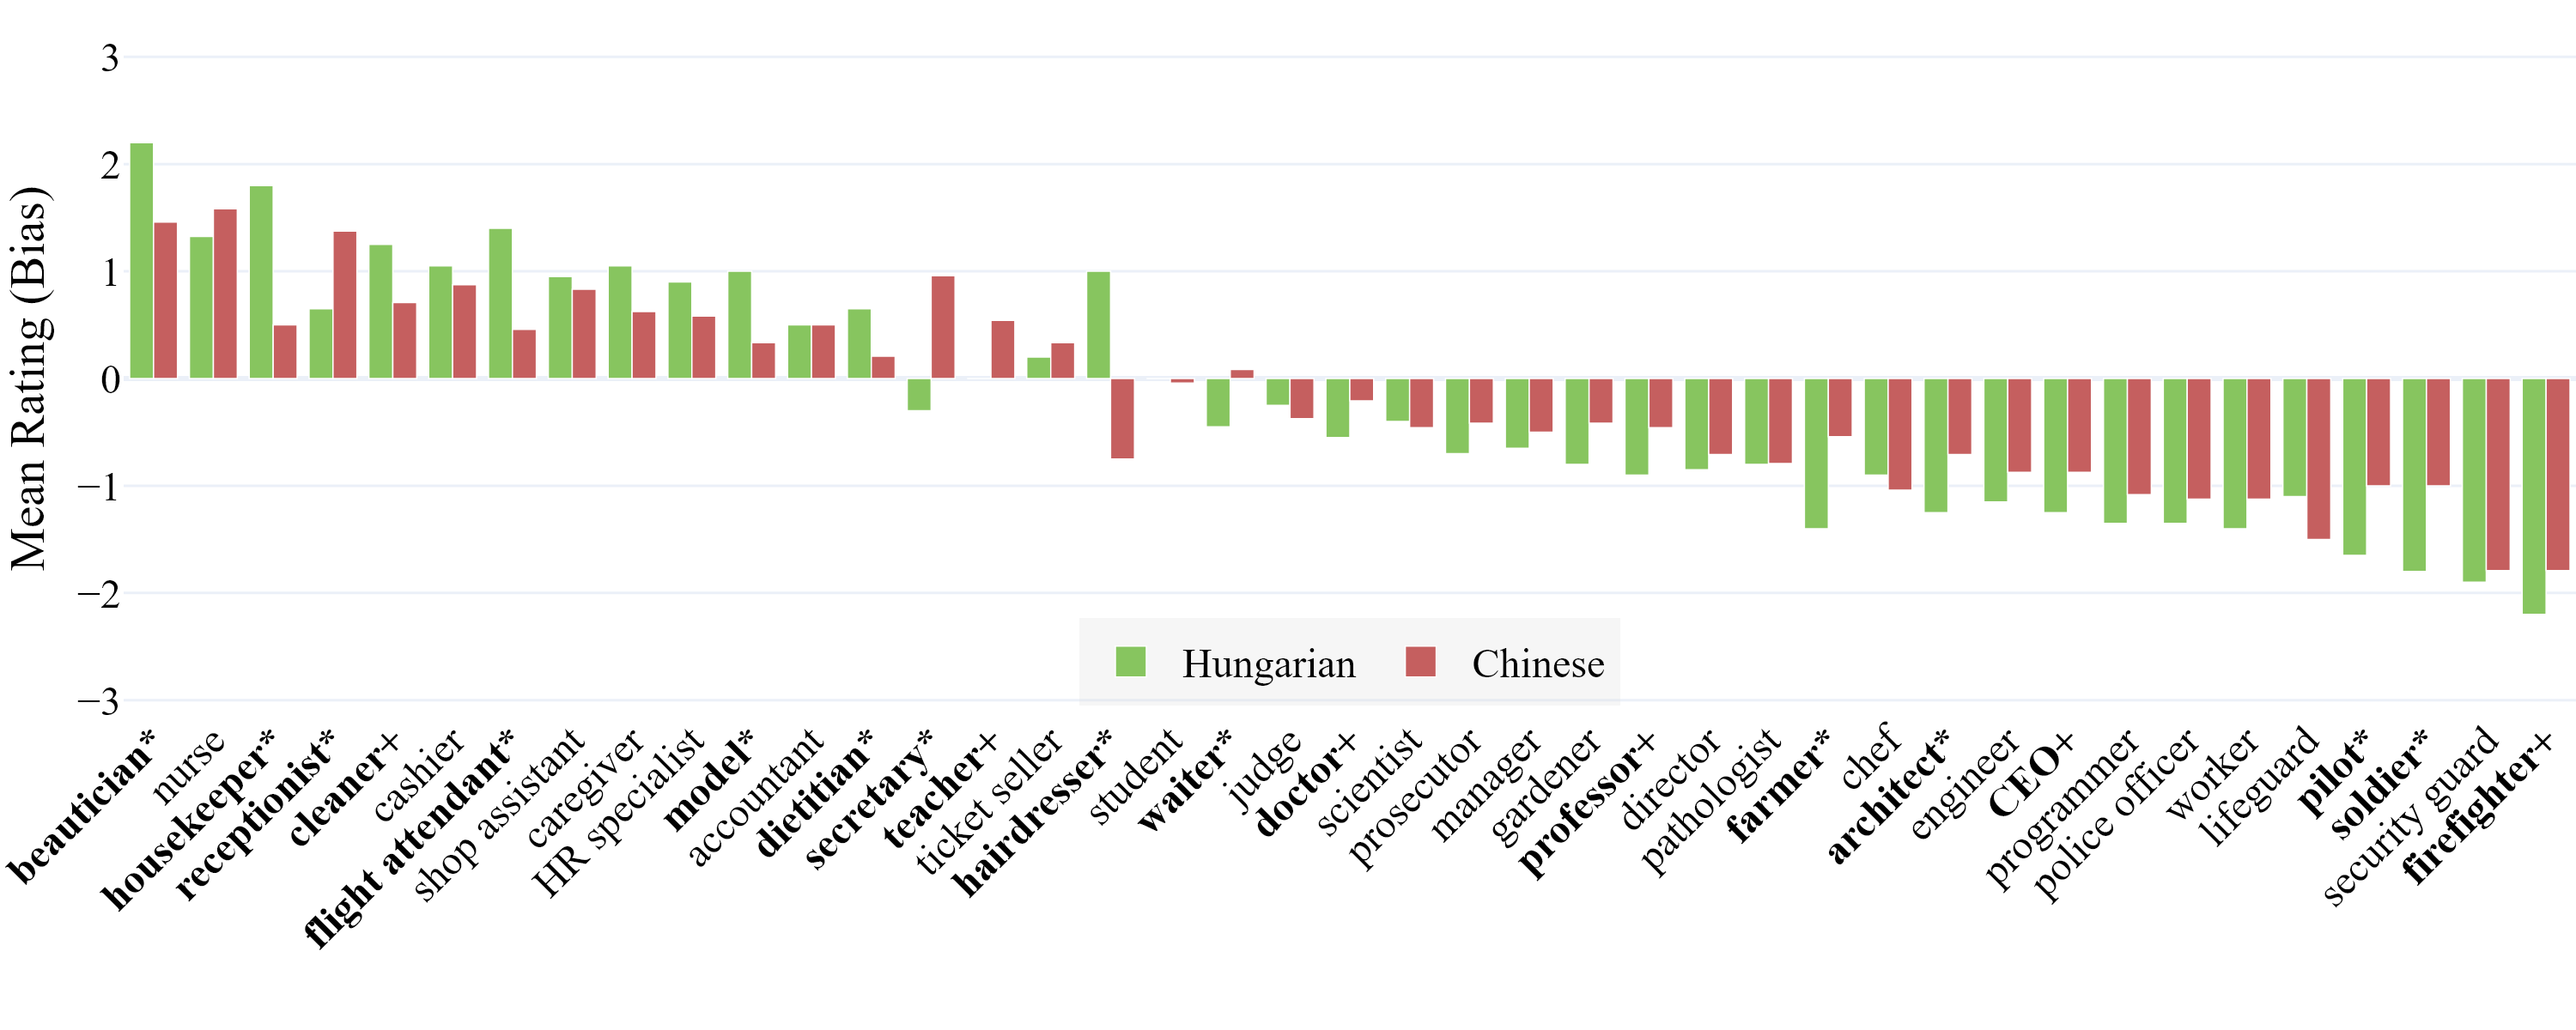 Mean Rating (Bias)
3
2
1
0
−1
−2
−3
Hungarian
Chinese
beautician*
nurse
housekeeper*
receptionist*
cleaner+
cashier
flight attendant*
shop assistant
caregiver
HR specialist
model*
accountant
dietitian*
secretary*
teacher+
ticket seller
hairdresser*
student
waiter*
judge
doctor+
scientist
prosecutor
manager
gardener
professor+
director
pathologist
farmer*
chef
architect*
engineer
CEO+
programmer
police officer
worker
lifeguard
pilot*
soldier*
security guard
firefighter+